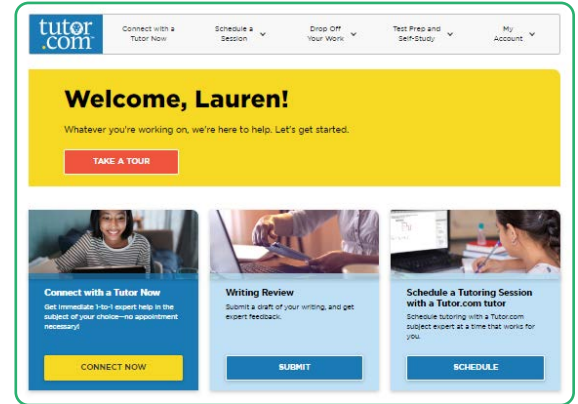 tutor
.com
Connect with a
Tutor Now
Schedule a
Session
Drop Off
Your Work
Test Prep and
Self-Study
My
Account
Welcome, Lauren!
Whatever you're working on, we're here to help. Let's get started.
TAKE A TOUR
Connect with a Tutor Now
Get immediate 1-to-1 expert help in the
subject of your choice—no appointment
necessary!
CONNECT NOW
Writing Review
Submit a draft of your writing, and get
expert feedback.
SUBMIT
Schedule a Tutoring Session
with a Tutor.com tutor
Schedule tutoring with a Tutor.com
subject expert at a time that works for
you.
SCHEDULE